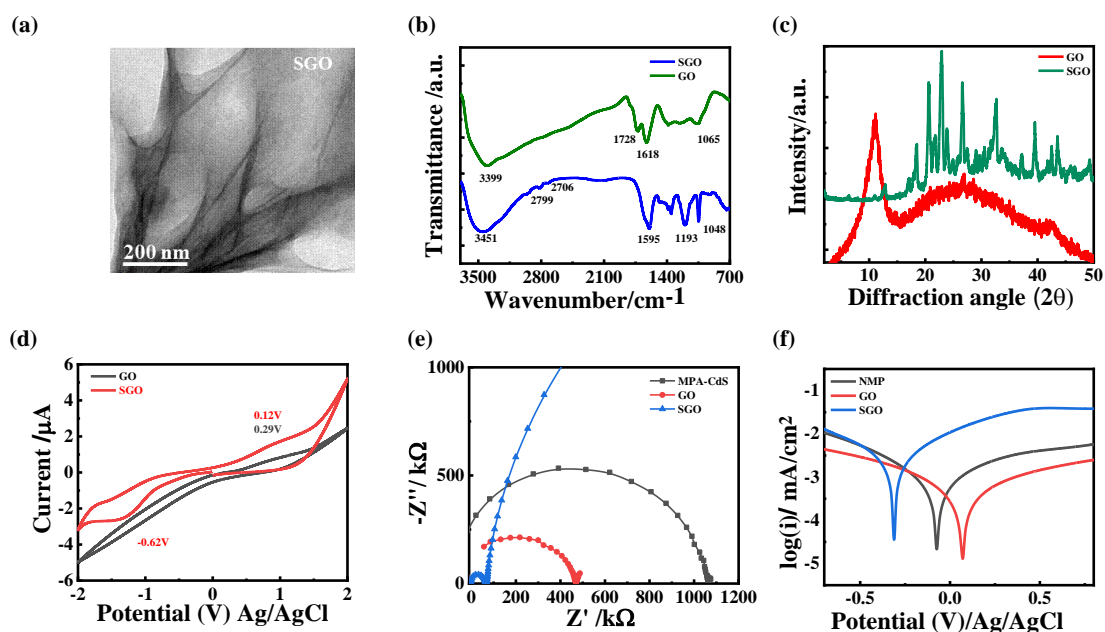 (a)
SGO
200 nm
(b)
Transmittance /a.u.
SGO
GO
1728
1618
1065
3399
2706
2799
3451
1595
1193
1048
3500
2800
2100
1400
700
Wavenumber/cm-1
(c)
Intensity/a.u.
GO
SGO
10
20
30
40
50
Diffraction angle (2θ)
(d)
Current /μA
6
4
2
0
-2
-4
-6
GO
SGO
0.12V
0.29V
-0.62V
-2
-1
0
1
2
Potential (V) Ag/AgCl
(e)
-Z''/ kΩ
1000
500
0
MPA-CdS
GO
SGO
0
200
400
600
800
1000
1200
Z' /kΩ
(f)
log(i)/ mA/cm2
-1
-2
-3
-4
-5
NMP
GO
SGO
-0.5
0.0
0.5
Potential (V)/Ag/AgCl